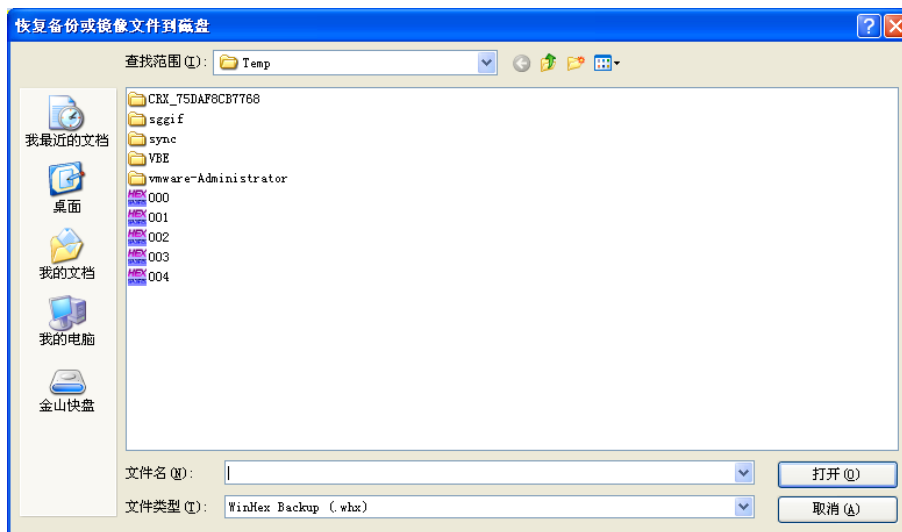 恢复备份或镜像文件到磁盘
查找范围(I): Temp
CRX_75DAF8CB7768
sggif
sync
VBE
vmware-Administrator
000
001
002
003
004
我最近的文档
桌面
我的文档
我的电脑
金山快盘
文件名(N):
打开(O)
文件类型(T): WinHex Backup (.whx)
取消(A)